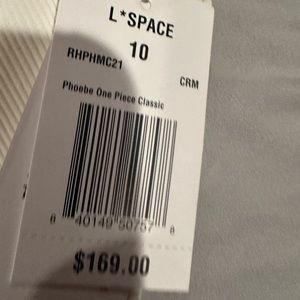 L*SPACE
10
RHPHMC21
CRM
Phoebe One Piece Classic
6 40149 50757 8
$169.00